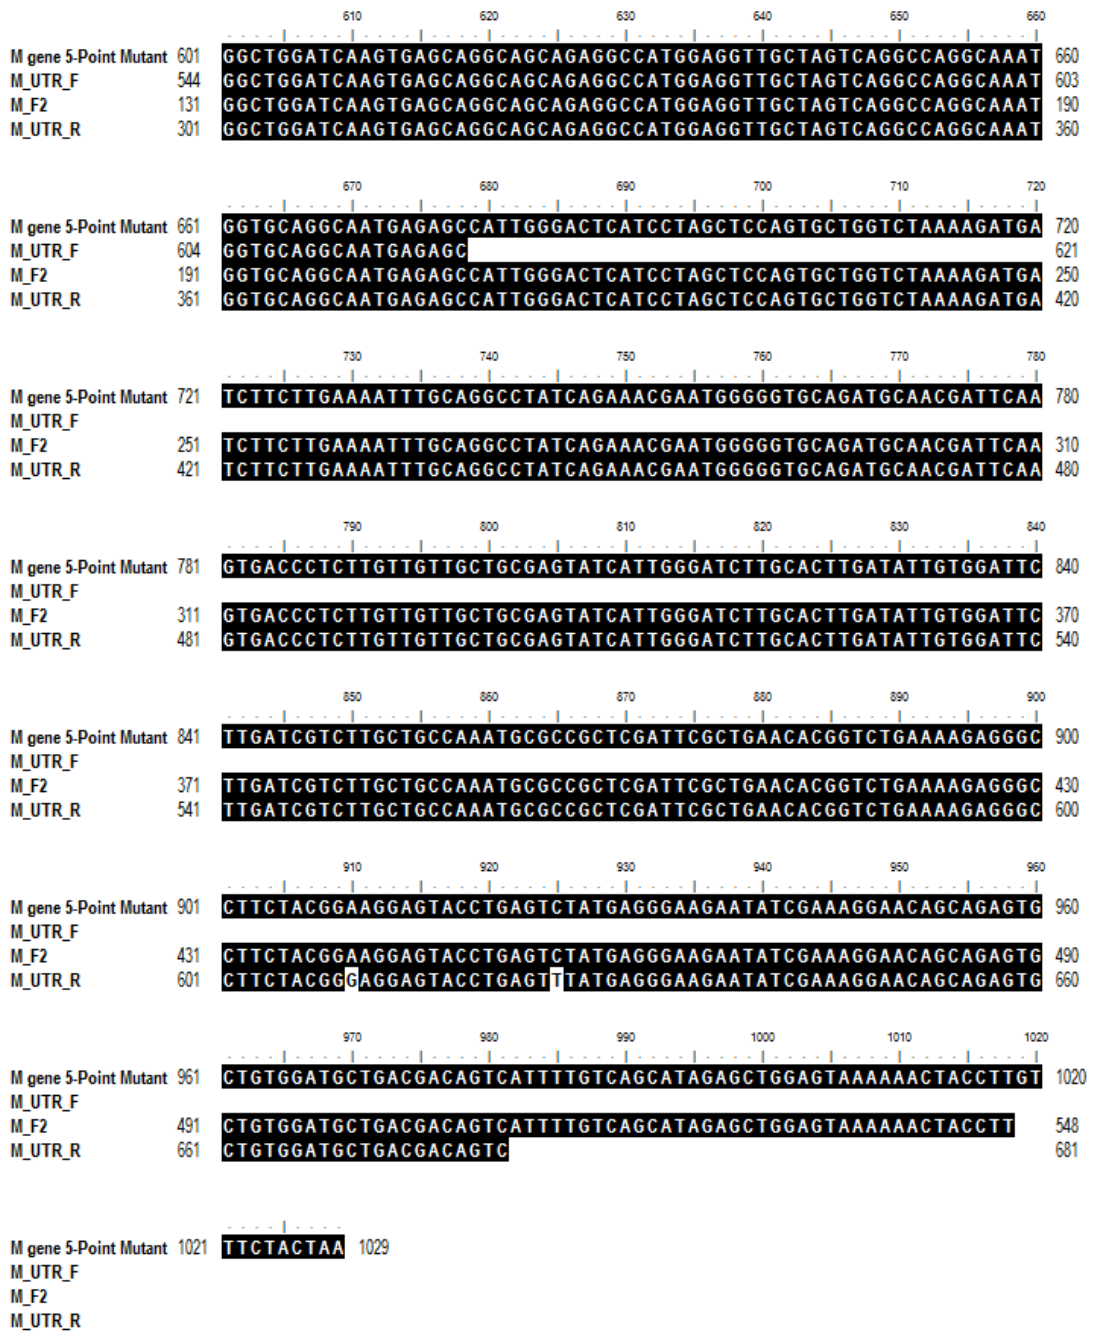 610 620 630 640 650 660
M gene 5-Point Mutant 601 GGCTGGATCAAGTGAGCAGGCAGCAGAGGCCATGGAGGTTGCTAGTCAGGCCAGGCAAAT 660
M_UTR_F 544 GGCTGGATCAAGTGAGCAGGCAGCAGAGGCCATGGAGGTTGCTAGTCAGGCCAGGCAAAT 603
M_F2 131 GGCTGGATCAAGTGAGCAGGCAGCAGAGGCCATGGAGGTTGCTAGTCAGGCCAGGCAAAT 190
M_UTR_R 301 GGCTGGATCAAGTGAGCAGGCAGCAGAGGCCATGGAGGTTGCTAGTCAGGCCAGGCAAAT 360
670 680 690 700 710 720
M gene 5-Point Mutant 661 GGTGCAGGCAATGAGAGCCATTGGGACTCATCCTAGCTCCAGTGCTGGTCTAAAAGATGA 720
M_UTR_F 604 GGTGCAGGCAATGAGAGC 621
M_F2 191 GGTGCAGGCAATGAGAGCCATTGGGACTCATCCTAGCTCCAGTGCTGGTCTAAAAGATGA 250
M_UTR_R 361 GGTGCAGGCAATGAGAGCCATTGGGACTCATCCTAGCTCCAGTGCTGGTCTAAAAGATGA 420
730 740 750 760 770 780
M gene 5-Point Mutant 721 TCTTCTTGAAAATTTGCAGGCCTATCAGAAACGAATGGGGGTGCAGATGCAACGATTCAA 780
M_UTR_F
M_F2 251 TCTTCTTGAAAATTTGCAGGCCTATCAGAAACGAATGGGGGTGCAGATGCAACGATTCAA 310
M_UTR_R 421 TCTTCTTGAAAATTTGCAGGCCTATCAGAAACGAATGGGGGTGCAGATGCAACGATTCAA 480
790 800 810 820 830 840
M gene 5-Point Mutant 781 GTGACCCTCTTGTTGTTGCTGCGAGTATCATTGGGATCTTGCACTTGATATTGTGGATTC 840
M_UTR_F
M_F2 311 GTGACCCTCTTGTTGTTGCTGCGAGTATCATTGGGATCTTGCACTTGATATTGTGGATTC 370
M_UTR_R 481 GTGACCCTCTTGTTGTTGCTGCGAGTATCATTGGGATCTTGCACTTGATATTGTGGATTC 540
850 860 870 880 890 900
M gene 5-Point Mutant 841 TTGATCGTCTTGCTGCCAAATGCGCCGCTCGATTCGCTGAACACGGTCTGAAAAGAGGGC 900
M_UTR_F
M_F2 371 TTGATCGTCTTGCTGCCAAATGCGCCGCTCGATTCGCTGAACACGGTCTGAAAAGAGGGC 430
M_UTR_R 541 TTGATCGTCTTGCTGCCAAATGCGCCGCTCGATTCGCTGAACACGGTCTGAAAAGAGGGC 600
910 920 930 940 950 960
M gene 5-Point Mutant 901 CTTCTACGGAAGGAGTACCTGAGTCTATGAGGGAAGAATATCGAAAGGAACAGCAGAGTG 960
M_UTR_F
M_F2 431 CTTCTACGGAAGGAGTACCTGAGTCTATGAGGGAAGAATATCGAAAGGAACAGCAGAGTG 490
M_UTR_R 601 CTTCTACGGGAGGAGTACCTGAGTTTATGAGGGAAGAATATCGAAAGGAACAGCAGAGTG 660
970 980 990 1000 1010 1020
M gene 5-Point Mutant 961 CTGTGGATGCTGACGACAGTCATTTTGTCAGCATAGAGCTGGAGTAAAAAACTACCTTGT 1020
M_UTR_F
M_F2 491 CTGTGGATGCTGACGACAGTCATTTTGTCAGCATAGAGCTGGAGTAAAAAACTACCTT 548
M_UTR_R 661 CTGTGGATGCTGACGACAGTC 681
M gene 5-Point Mutant 1021 TTCTACTAA 1029
M_UTR_F
M_F2
M_UTR_R